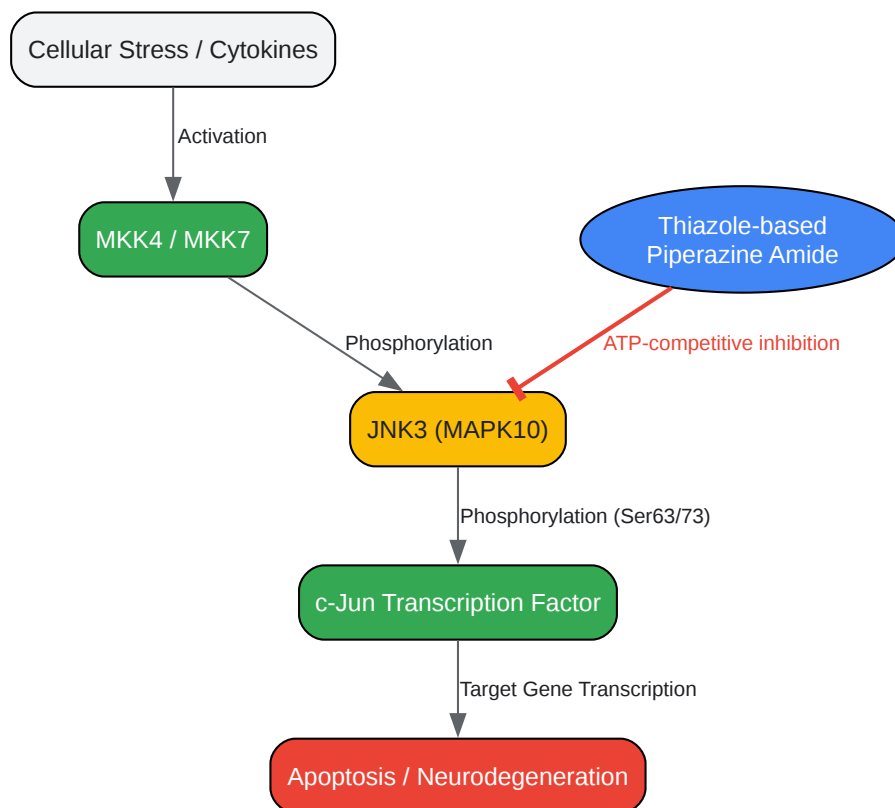 Cellular Stress / Cytokines
Activation
MKK4 / MKK7
Thiazole-based
Piperazine Amide
Phosphorylation
ATP-competitive inhibition
JNK3 (MAPK10)
Phosphorylation (Ser63/73)
c-Jun Transcription Factor
Target Gene Transcription
Apoptosis / Neurodegeneration